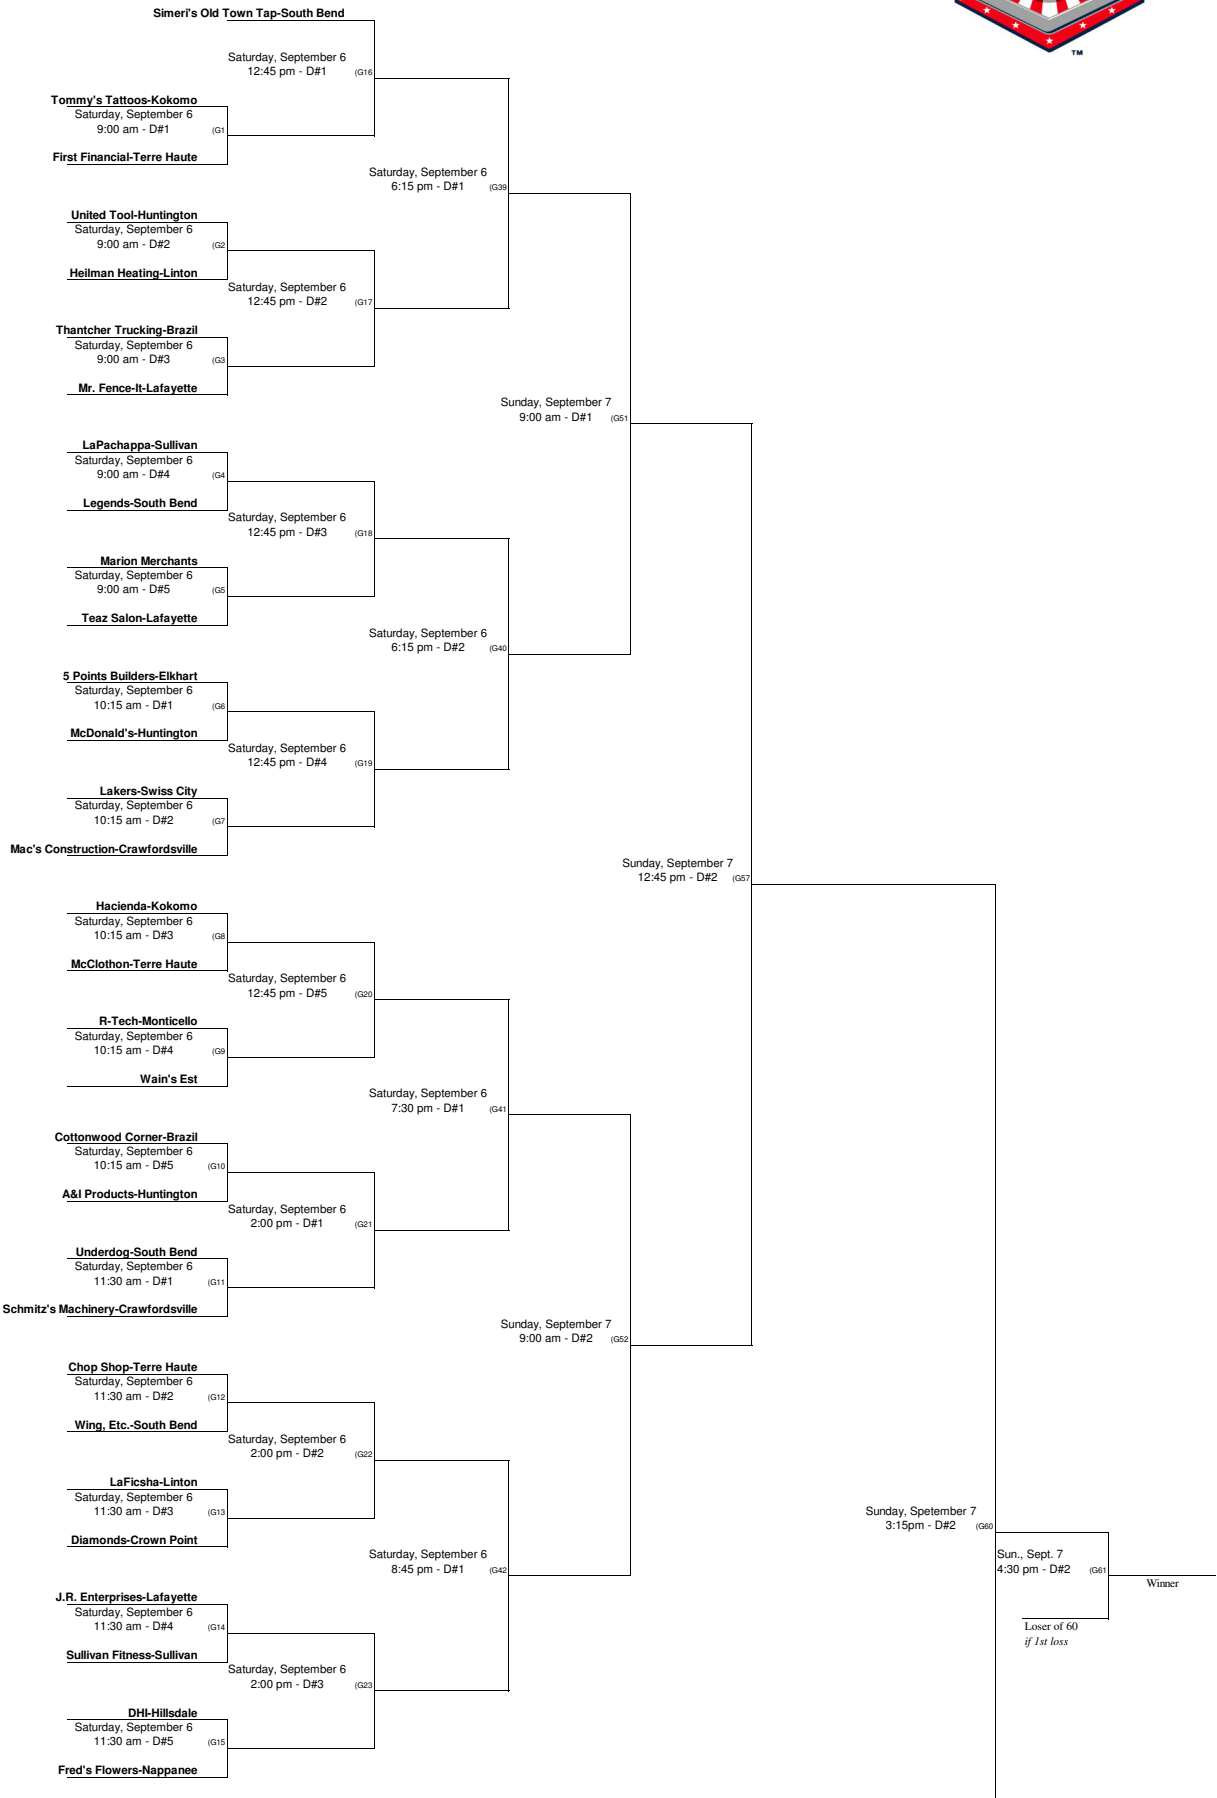 Simeri's Old Town Tap-South Bend
™
Saturday, September 6
12:45 pm - D#1 (G16
Tommy's Tattoos-Kokomo
Saturday, September 6
9:00 am - D#1 (G1
First Financial-Terre Haute
Saturday, September 6
6:15 pm - D#1 (G39
United Tool-Huntington
Saturday, September 6
9:00 am - D#2 (G2
Heilman Heating-Linton
Saturday, September 6
12:45 pm - D#2 (G17
Thantcher Trucking-Brazil
Saturday, September 6
9:00 am - D#3 (G3
Mr. Fence-It-Lafayette
Sunday, September 7
9:00 am - D#1 (G51
LaPachappa-Sullivan
Saturday, September 6
9:00 am - D#4 (G4
Legends-South Bend
Saturday, September 6
12:45 pm - D#3 (G18
Marion Merchants
Saturday, September 6
9:00 am - D#5 (G5
Teaz Salon-Lafayette
Saturday, September 6
6:15 pm - D#2 (G40
5 Points Builders-Elkhart
Saturday, September 6
10:15 am - D#1 (G6
McDonald's-Huntington
Saturday, September 6
12:45 pm - D#4 (G19
Lakers-Swiss City
Saturday, September 6
10:15 am - D#2 (G7
Mac's Construction-Crawfordsville
Sunday, September 7
12:45 pm - D#2 (G57
Hacienda-Kokomo
Saturday, September 6
10:15 am - D#3 (G8
McClothon-Terre Haute
Saturday, September 6
12:45 pm - D#5 (G20
R-Tech-Monticello
Saturday, September 6
10:15 am - D#4 (G9
Wain's Est
Saturday, September 6
7:30 pm - D#1 (G41
Cottonwood Corner-Brazil
Saturday, September 6
10:15 am - D#5 (G10
A&I Products-Huntington
Saturday, September 6
2:00 pm - D#1 (G21
Underdog-South Bend
Saturday, September 6
11:30 am - D#1 (G11
Schmitz's Machinery-Crawfordsville
Sunday, September 7
9:00 am - D#2 (G52
Chop Shop-Terre Haute
Saturday, September 6
11:30 am - D#2 (G12
Wing, Etc.-South Bend
Saturday, September 6
2:00 pm - D#2 (G22
LaFicsha-Linton
Saturday, September 6
11:30 am - D#3 (G13
Diamonds-Crown Point
Sunday, Spetember 7
3:15pm - D#2 (G60
Saturday, September 6
8:45 pm - D#1 (G42
Sun., Sept. 7
4:30 pm - D#2 (G61
Winner
J.R. Enterprises-Lafayette
Saturday, September 6
11:30 am - D#4 (G14
Loser of 60
if 1st loss
Sullivan Fitness-Sullivan
Saturday, September 6
2:00 pm - D#3 (G23
DHI-Hillsdale
Saturday, September 6
11:30 am - D#5 (G15
Fred's Flowers-Nappanee